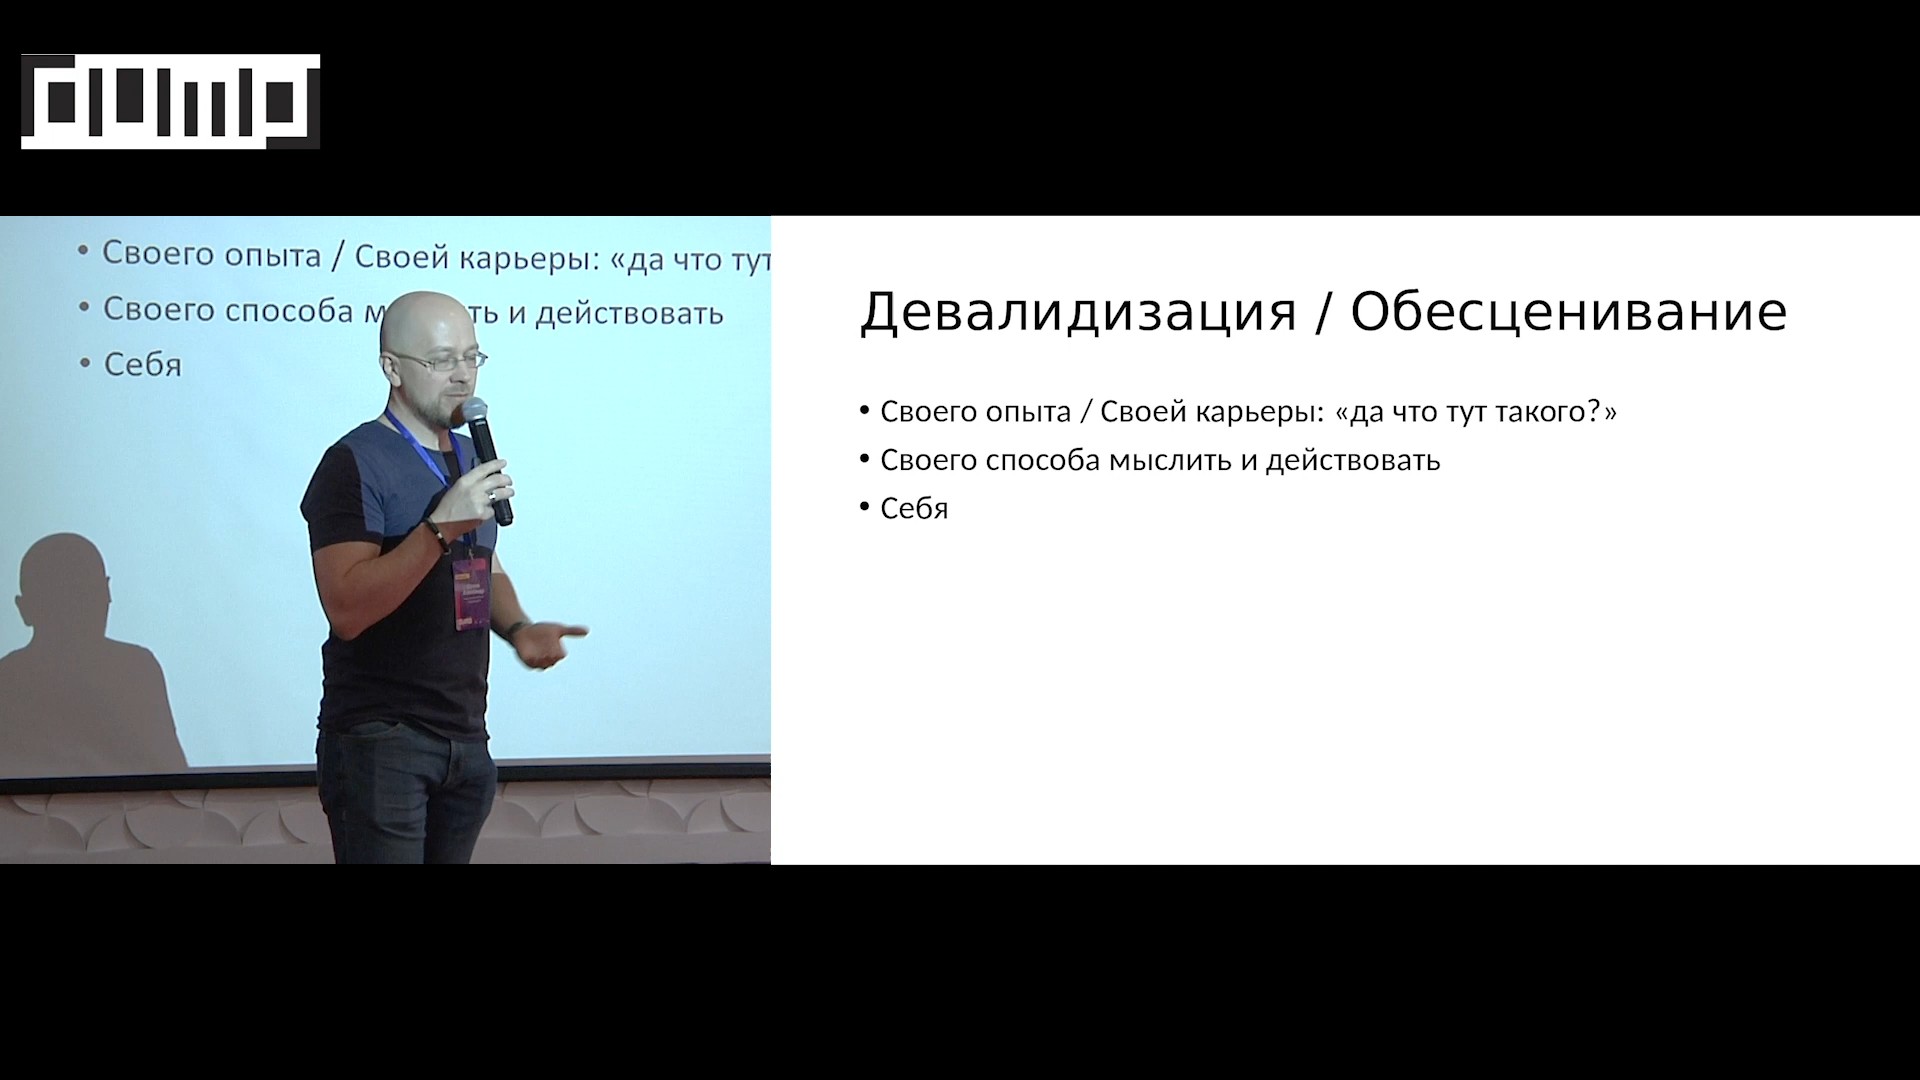 dump
Своего опыта / Своей карьеры: «да что тут
Своего способа м ть и действовать
Себя
Девалидизация / Обесценивание
• Своего опыта / Своей карьеры: «да что тут такого?»
• Своего способа мыслить и действовать
• Себя